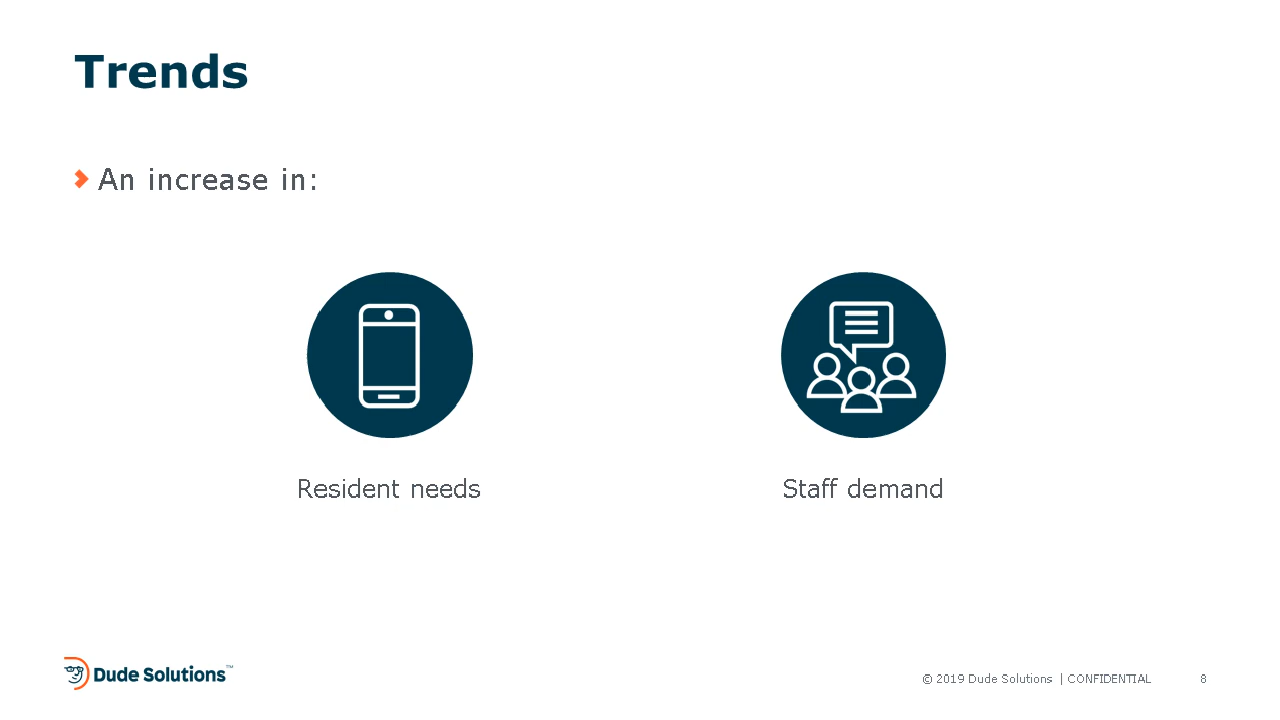 Trends
An increase in:
Resident needs
Staff demand
Dude Solutions™
© 2019 Dude Solutions | CONFIDENTIAL
8